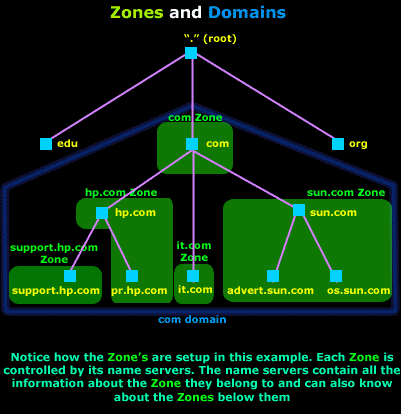 Zones and Domains
“.” (root)
edu
org
com Zone
com
hp.com Zone
sun.com Zone
hp.com
sun.com
support.hp.com
Zone
it.com
Zone
support.hp.com
pr.hp.com
it.com
advert.sun.com
os.sun.com
com domain
Notice how the Zone's are setup in this example. Each Zone is
controlled by its name servers. The name servers contain all the
information about the Zone they belong to and can also know
about the Zones below them